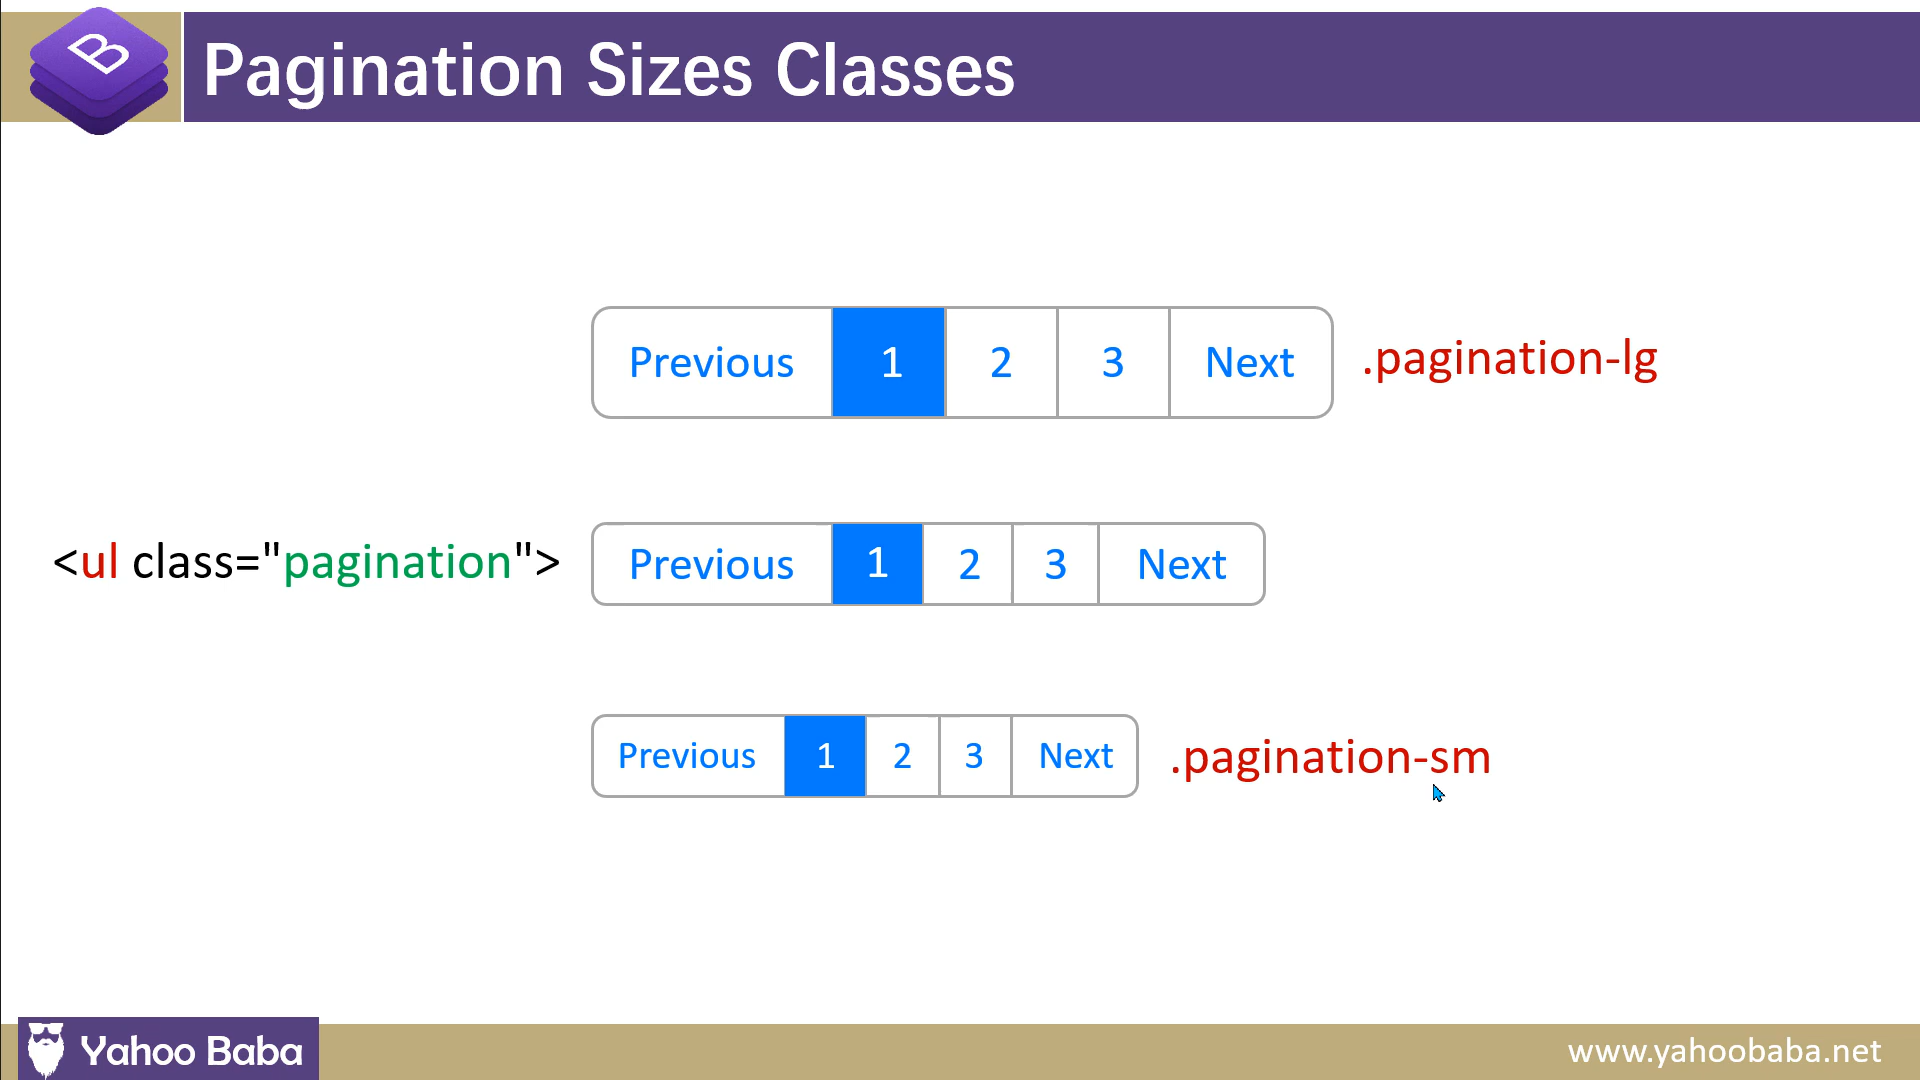 B
Pagination Sizes Classes
Previous 1 2 3 Next .pagination-lg
<ul class="pagination"> Previous 1 2 3 Next
Previous 1 2 3 Next .pagination-sm
Yahoo Baba
www.yahoobaba.net